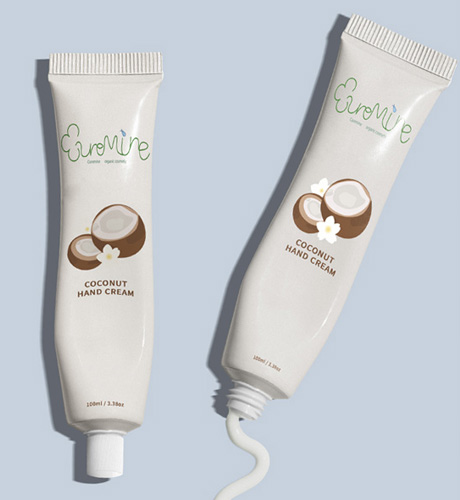 Euromine
COCONUT
HAND CREAM
100ml / 3.38oz
Euromine
COCONUT
HAND CREAM
100ml / 3.38oz